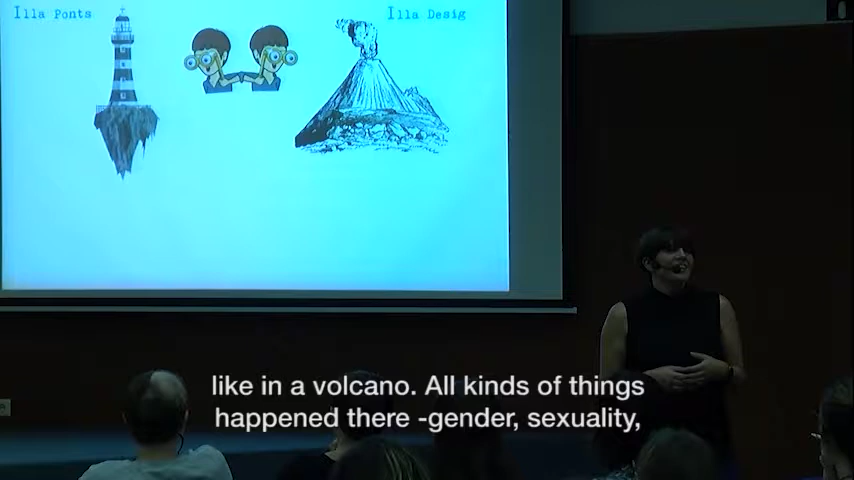 Illa Ponts
Illa Desig
like in a volcano. All kinds of things
happened there -gender, sexuality,